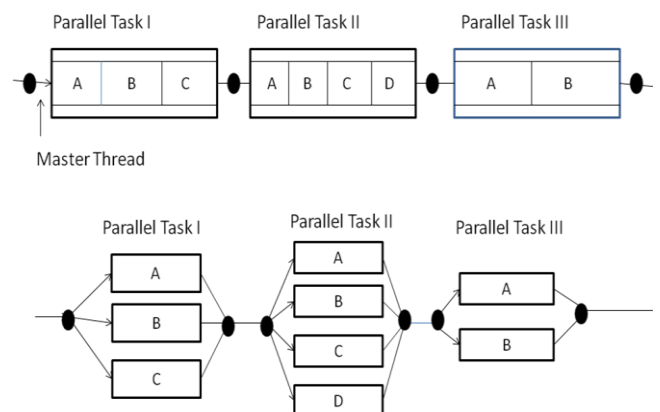 Parallel Task I Parallel Task II Parallel Task III
A B C A B C D A B
Master Thread
Parallel Task I Parallel Task II Parallel Task III
A A
B B A
C C B
D